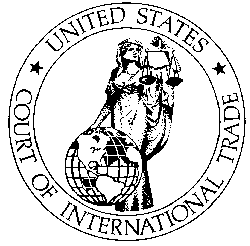 UNITED STATES
COURT OF INTERNATIONAL TRADE